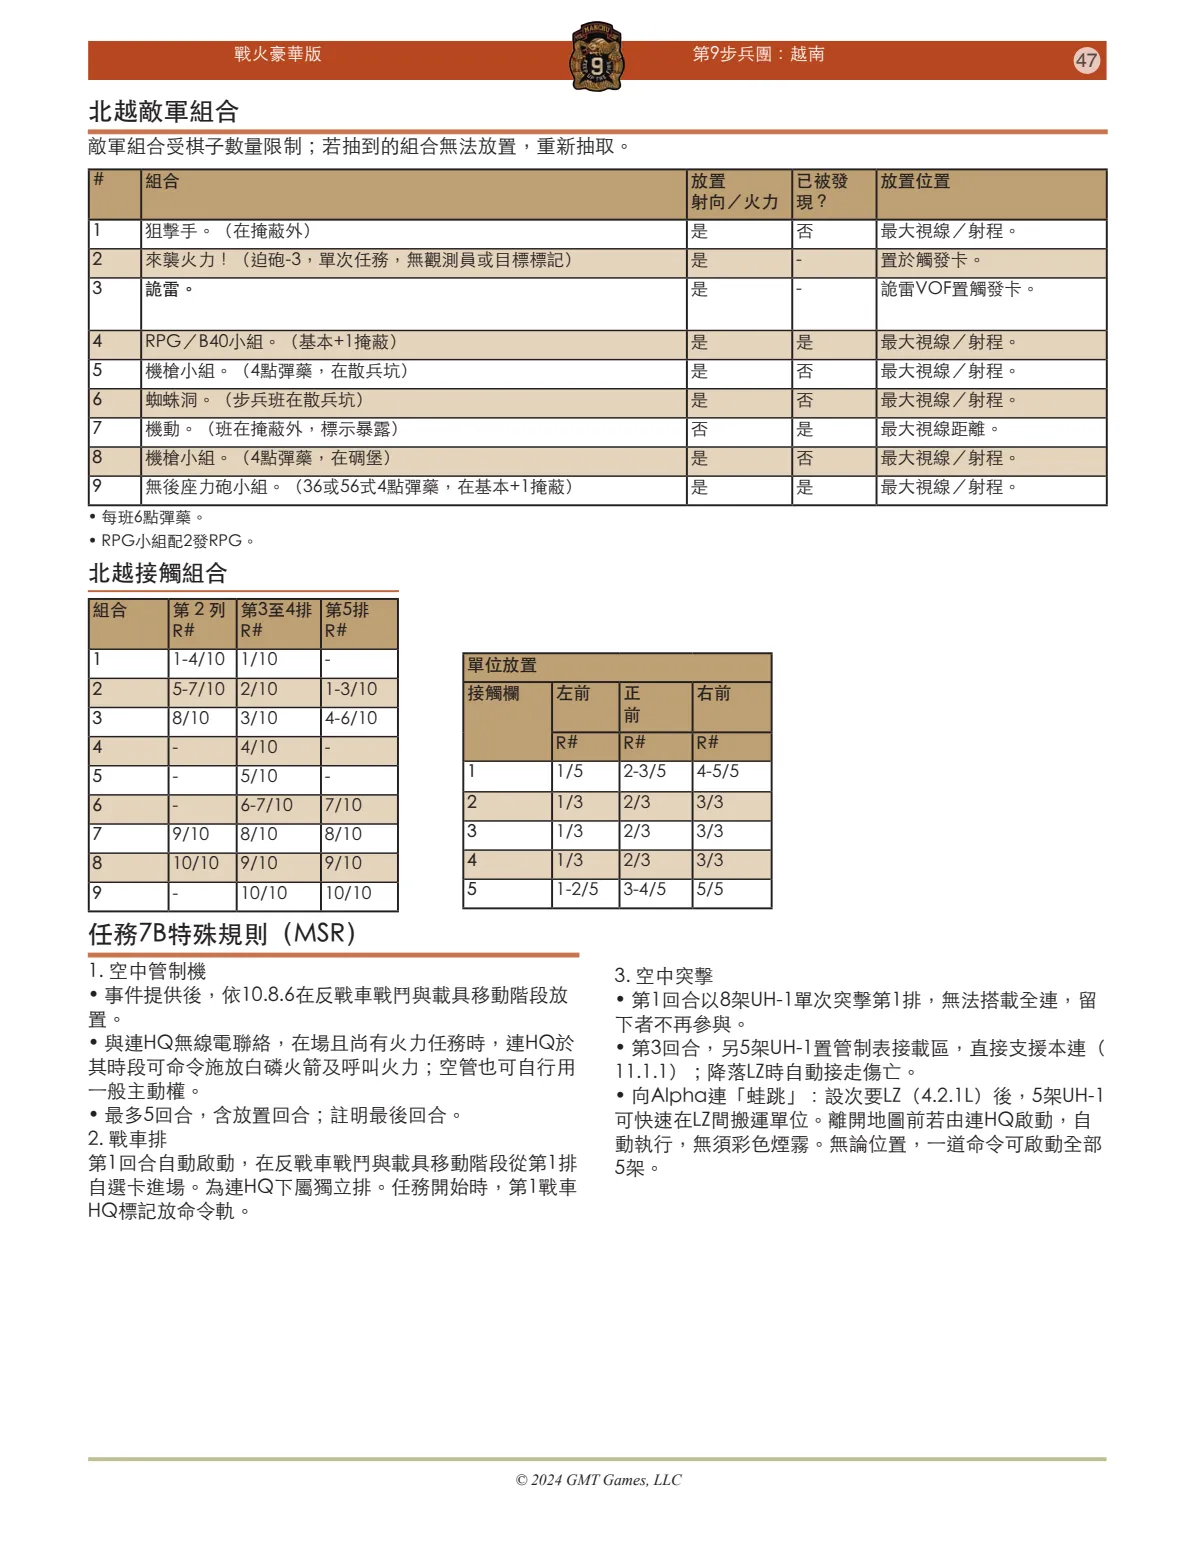 戰火豪華版
第9步兵團：越南
47
MANCHU
9
北越敵軍組合
敵軍組合受棋子數量限制；若抽到的組合無法放置，重新抽取。
# 組合 放置射向／火力 已被發現？ 放置位置
1 狙擊手。（在掩蔽外） 是 否 最大視線／射程。
2 來襲火力！（迫砲-3，單次任務，無觀測員或目標標記） 是 - 置於觸發卡。
3 詭雷。 是 - 詭雷VOF置觸發卡。
4 RPG／B40小組。（基本+1掩蔽） 是 是 最大視線／射程。
5 機槍小組。（4點彈藥，在散兵坑） 是 否 最大視線／射程。
6 蜘蛛洞。（步兵班在散兵坑） 是 否 最大視線／射程。
7 機動。（班在掩蔽外，標示暴露） 否 是 最大視線距離。
8 機槍小組。（4點彈藥，在碉堡） 是 否 最大視線／射程。
9 無後座力砲小組。（36或56式4點彈藥，在基本+1掩蔽） 是 是 最大視線／射程。
• 每班6點彈藥。
• RPG小組配2發RPG。
北越接觸組合
組合 第 2 列 第3至4排 第5排
R# R# R#
1 1-4/10 1/10 -
2 5-7/10 2/10 1-3/10
3 8/10 3/10 4-6/10
4 - 4/10 -
5 - 5/10 -
6 - 6-7/10 7/10
7 9/10 8/10 8/10
8 10/10 9/10 9/10
9 - 10/10 10/10
單位放置
接觸欄 左前 正前 右前
R# R# R#
1 1/5 2-3/5 4-5/5
2 1/3 2/3 3/3
3 1/3 2/3 3/3
4 1/3 2/3 3/3
5 1-2/5 3-4/5 5/5
任務7B特殊規則（MSR）
1. 空中管制機
• 事件提供後，依10.8.6在反戰車戰鬥與載具移動階段放
置。
• 與連HQ無線電聯絡，在場且尚有火力任務時，連HQ於
其時段可命令施放白磷火箭及呼叫火力；空管也可自行用
一般主動權。
• 最多5回合，含放置回合；註明最後回合。
2. 戰車排
第1回合自動啟動，在反戰車戰鬥與載具移動階段從第1排
自選卡進場。為連HQ下屬獨立排。任務開始時，第1戰車
HQ標記放命令軌。
3. 空中突擊
• 第1回合以8架UH-1單次突擊第1排，無法搭載全連，留
下者不再參與。
• 第3回合，另5架UH-1置管制表接載區，直接支援本連（
11.1.1）；降落LZ時自動接走傷亡。
• 向Alpha連「蛙跳」：設次要LZ（4.2.1L）後，5架UH-1
可快速在LZ間搬運單位。離開地圖前若由連HQ啟動，自
動執行，無須彩色煙霧。無論位置，一道命令可啟動全部
5架。
© 2024 GMT Games, LLC